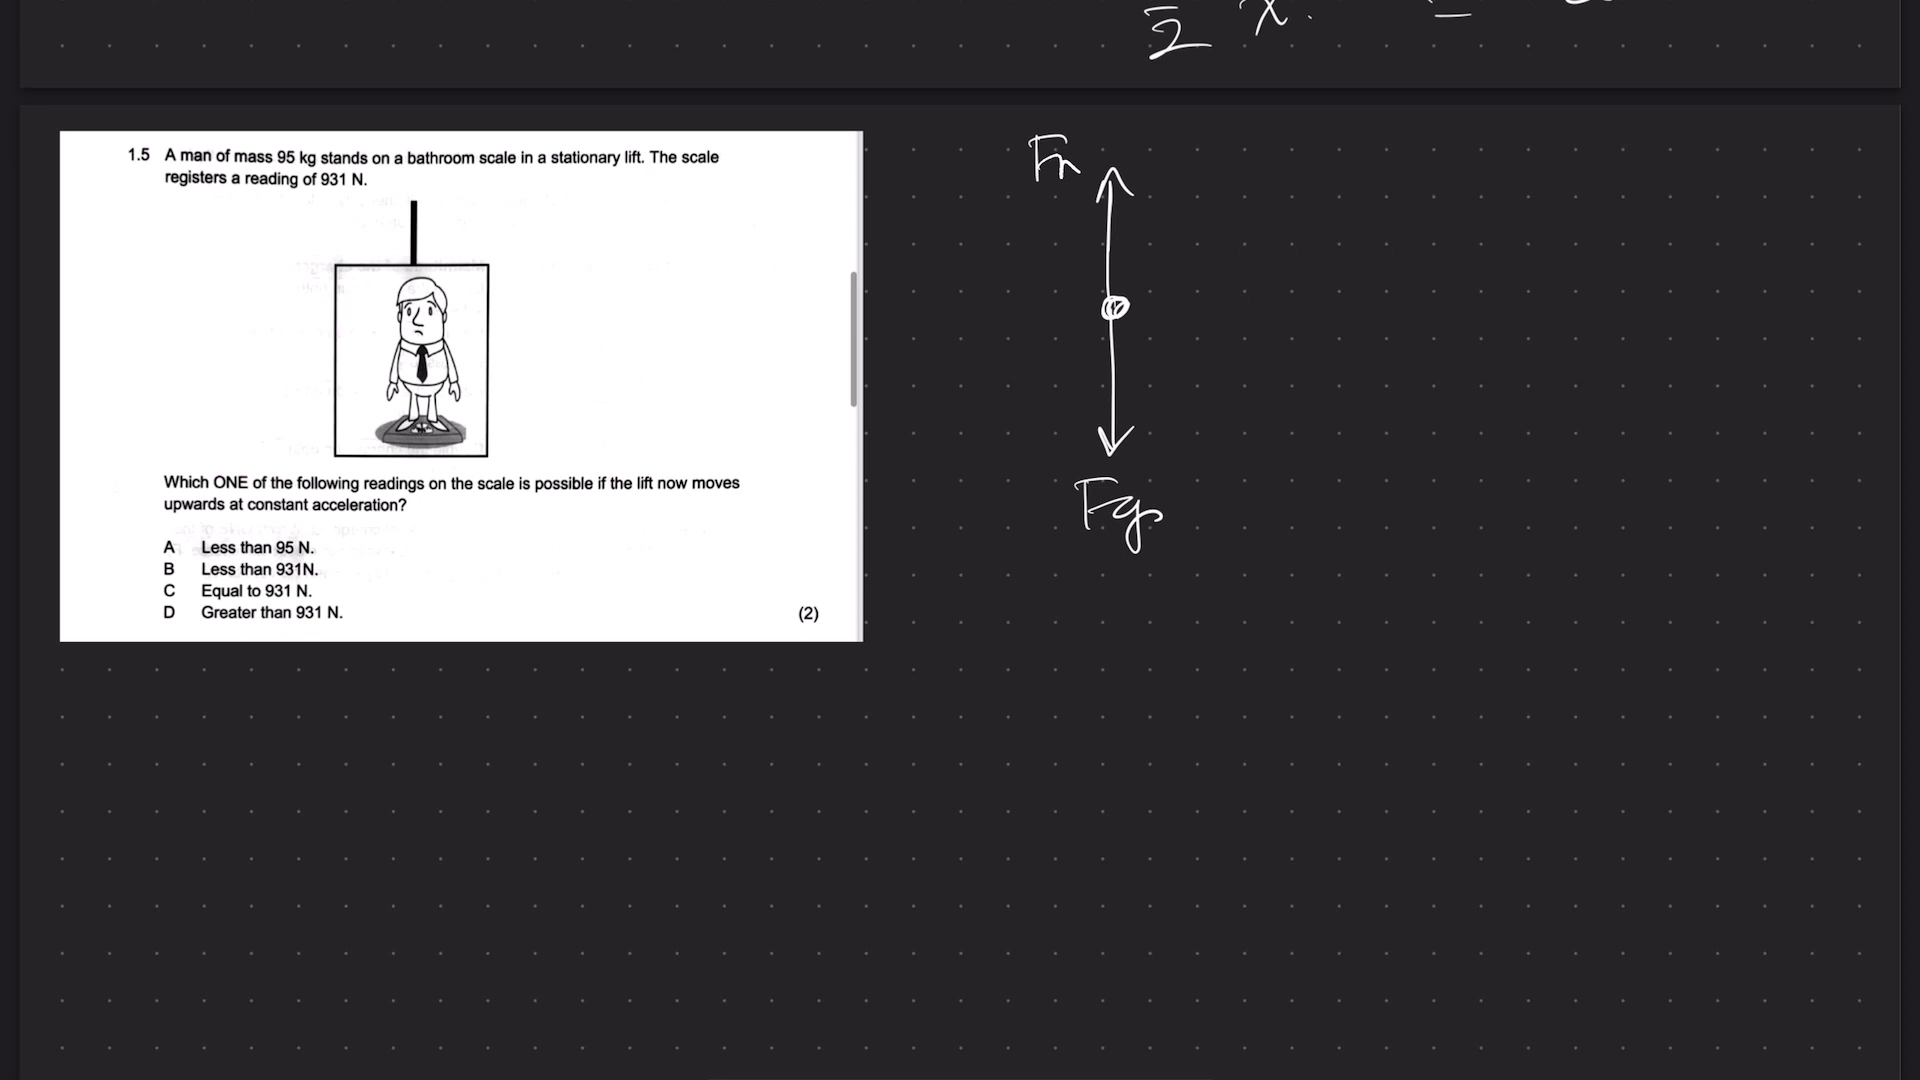 2 x.
1.5 A man of mass 95 kg stands on a bathroom scale in a stationary lift. The scale
registers a reading of 931 N.
Which ONE of the following readings on the scale is possible if the lift now moves
upwards at constant acceleration?
A Less than 95 N.
B Less than 931N.
C Equal to 931 N.
D Greater than 931 N.
(2)
Fn
Fg